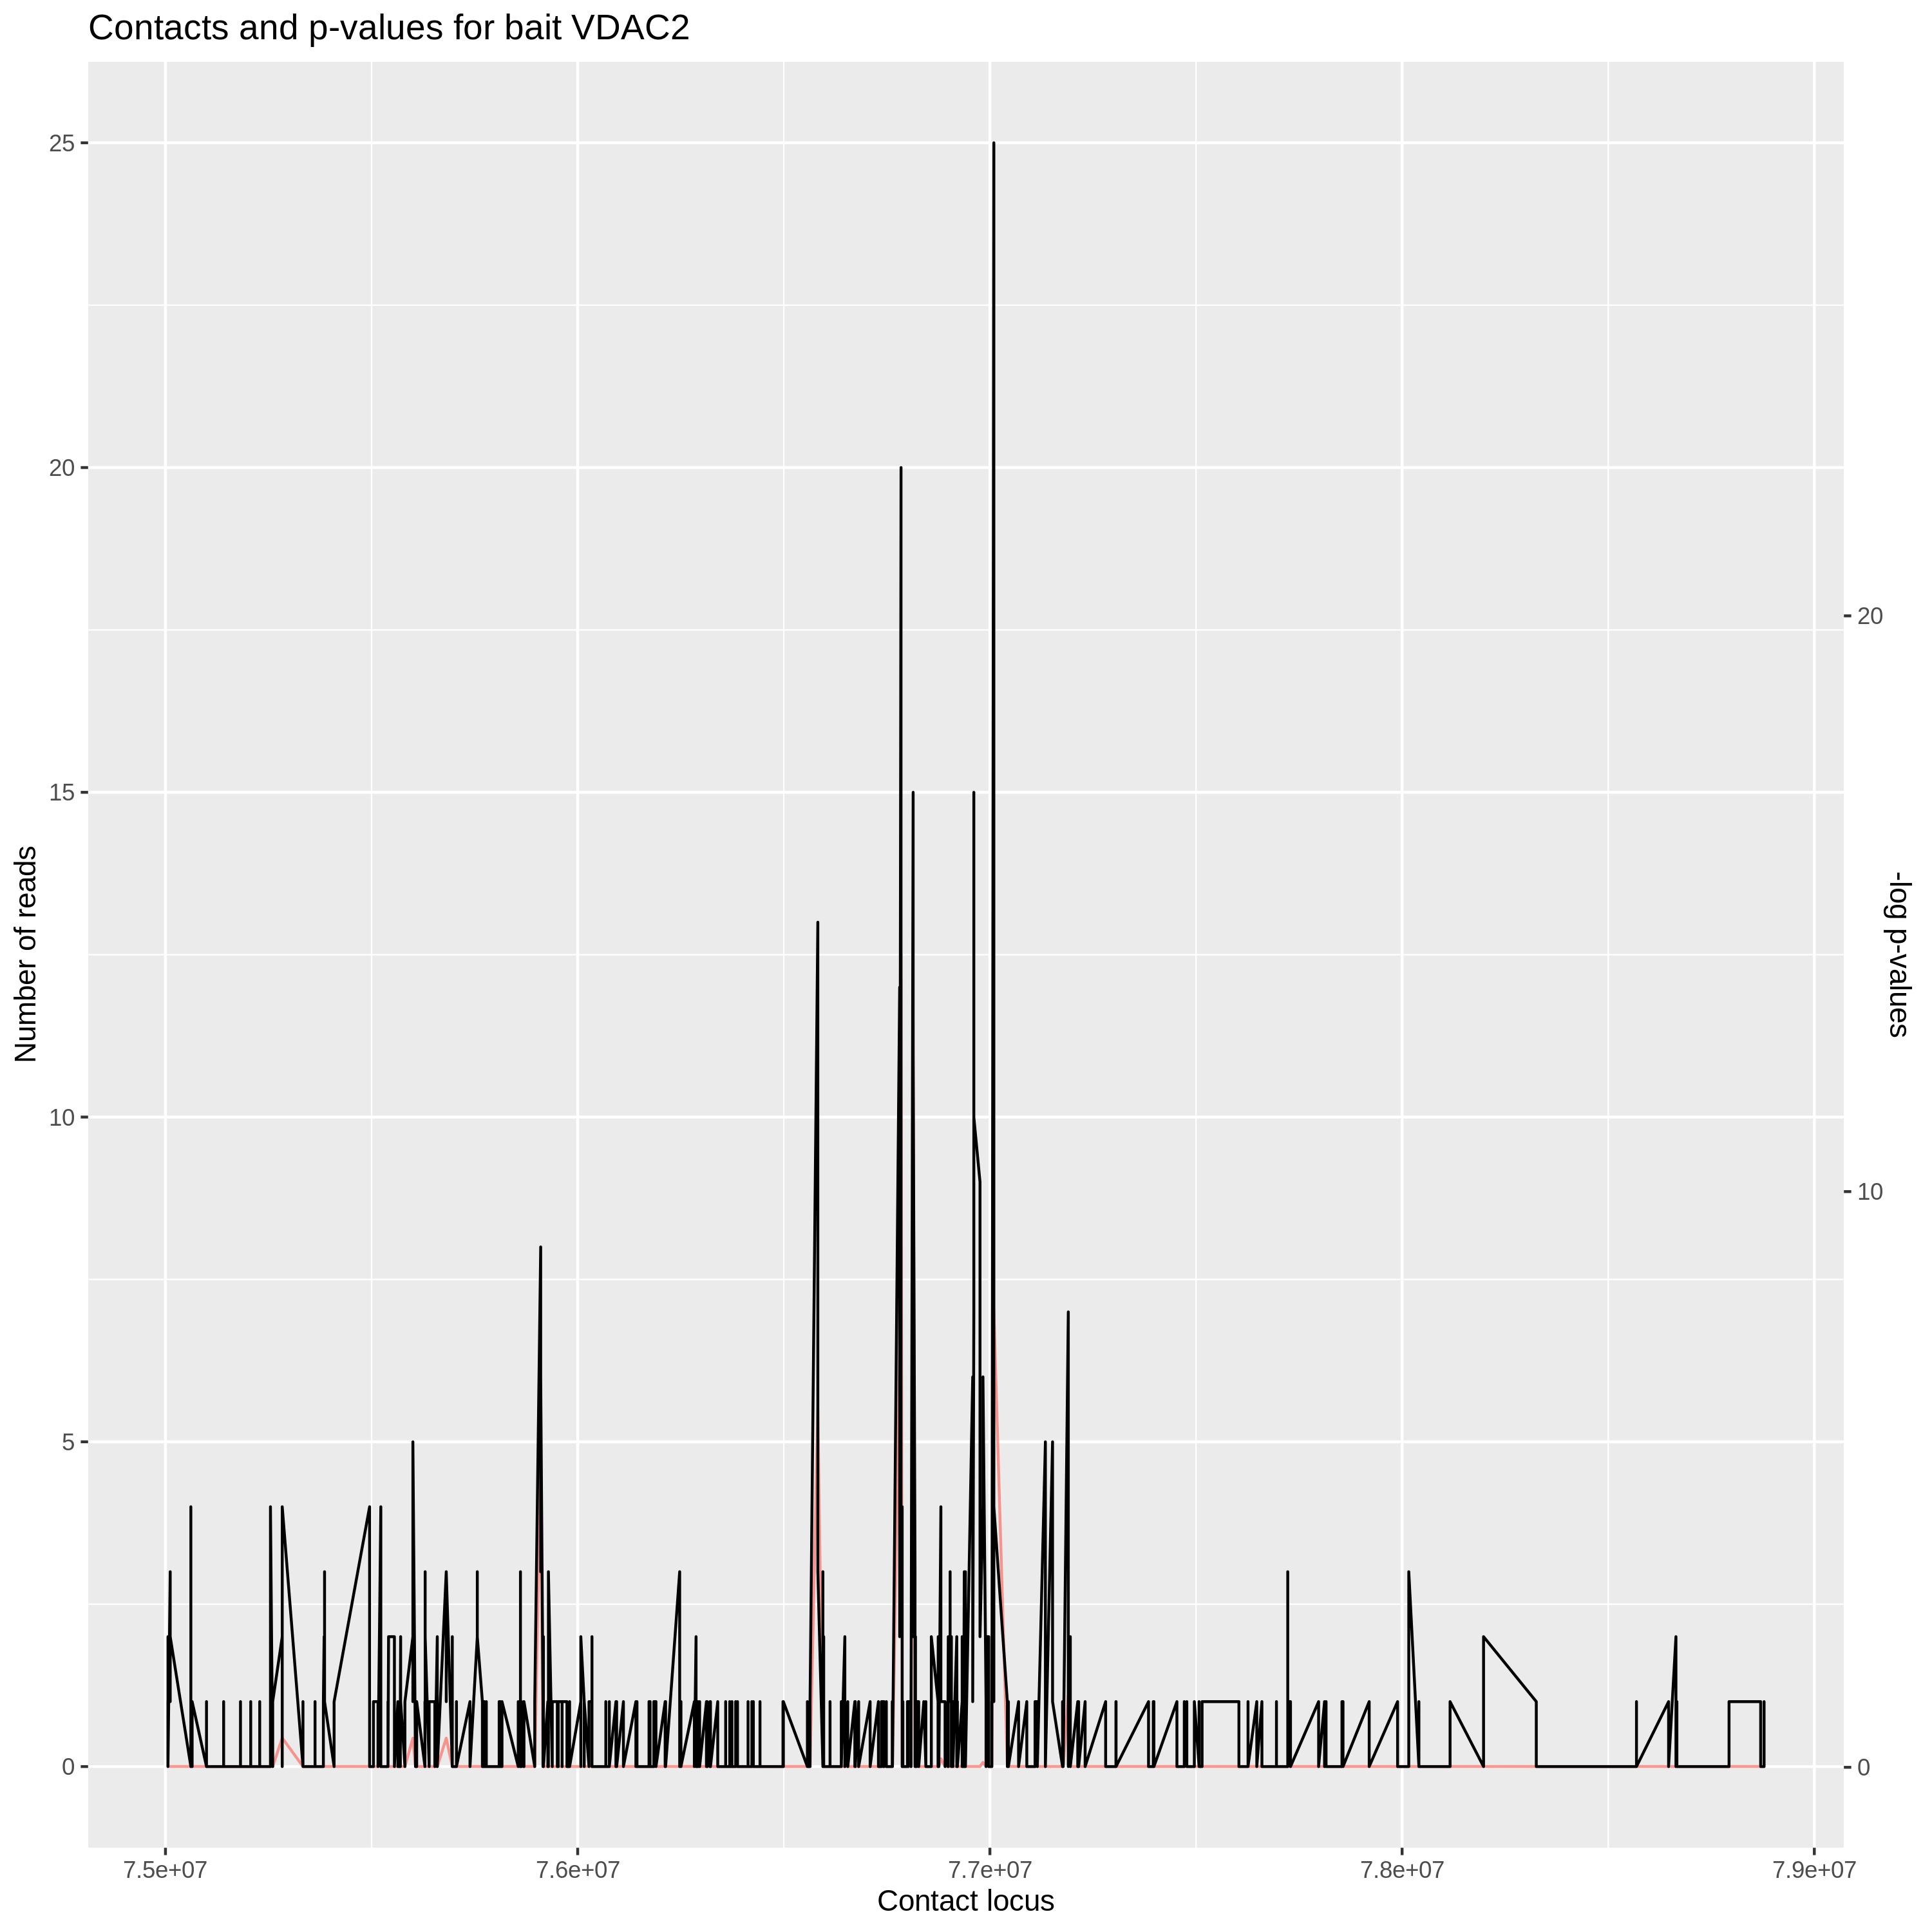 Contacts and p-values for bait VDAC2
25
20
15
10
5
0
Number of reads
20
10
0
-log p-values
7.5e+07
7.6e+07
7.7e+07
7.8e+07
7.9e+07
Contact locus